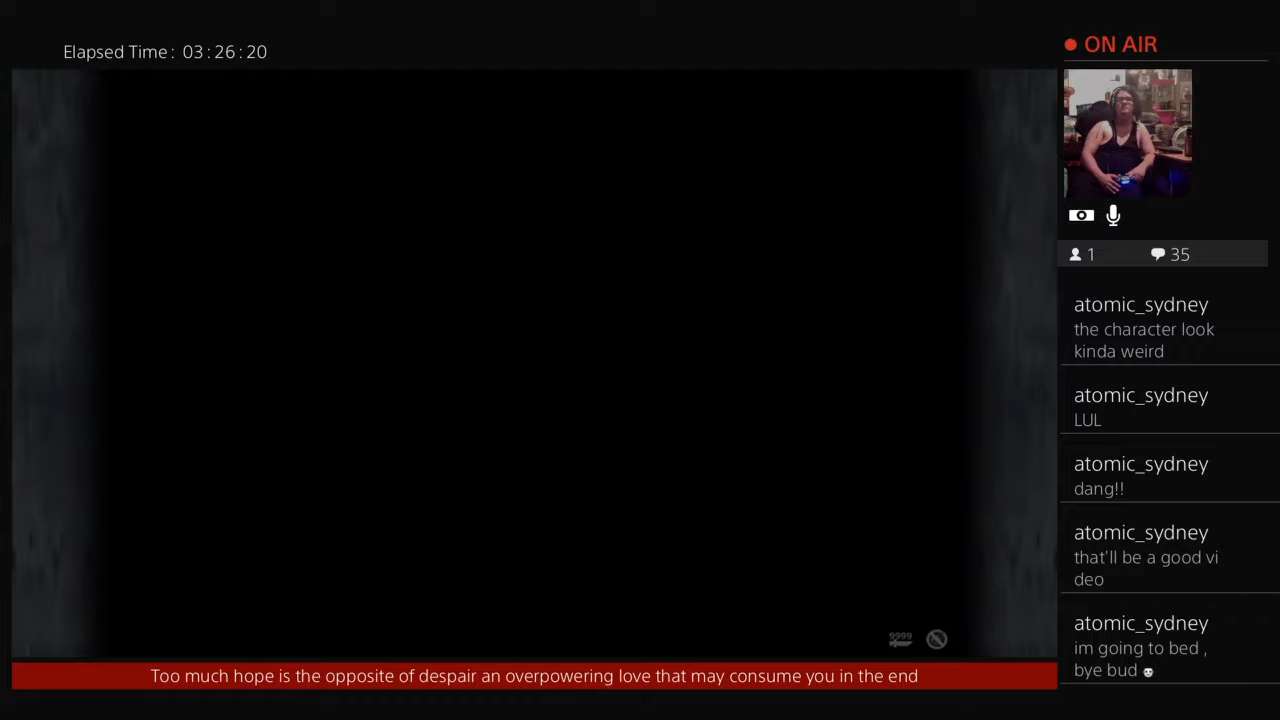 Elapsed Time: 03:26:20
ON AIR
1 35
atomic_sydney
the character look
kinda weird
atomic_sydney
LUL
atomic_sydney
dang!!
atomic_sydney
that'll be a good vi
deo
atomic_sydney
im going to bed ,
bye bud
9999
Too much hope is the opposite of despair an overpowering love that may consume you in the end